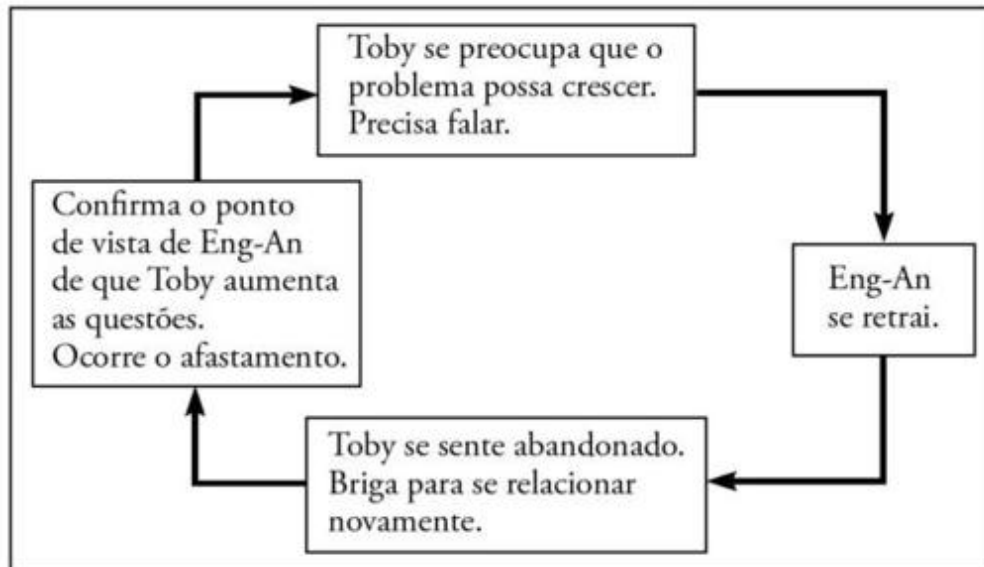 Toby se preocupa que o
problema possa crescer.
Precisa falar.
Eng-An
se retrai.
Toby se sente abandonado.
Briga para se relacionar
novamente.
Confirma o ponto
de vista de Eng-An
de que Toby aumenta
as questões.
Ocorre o afastamento.